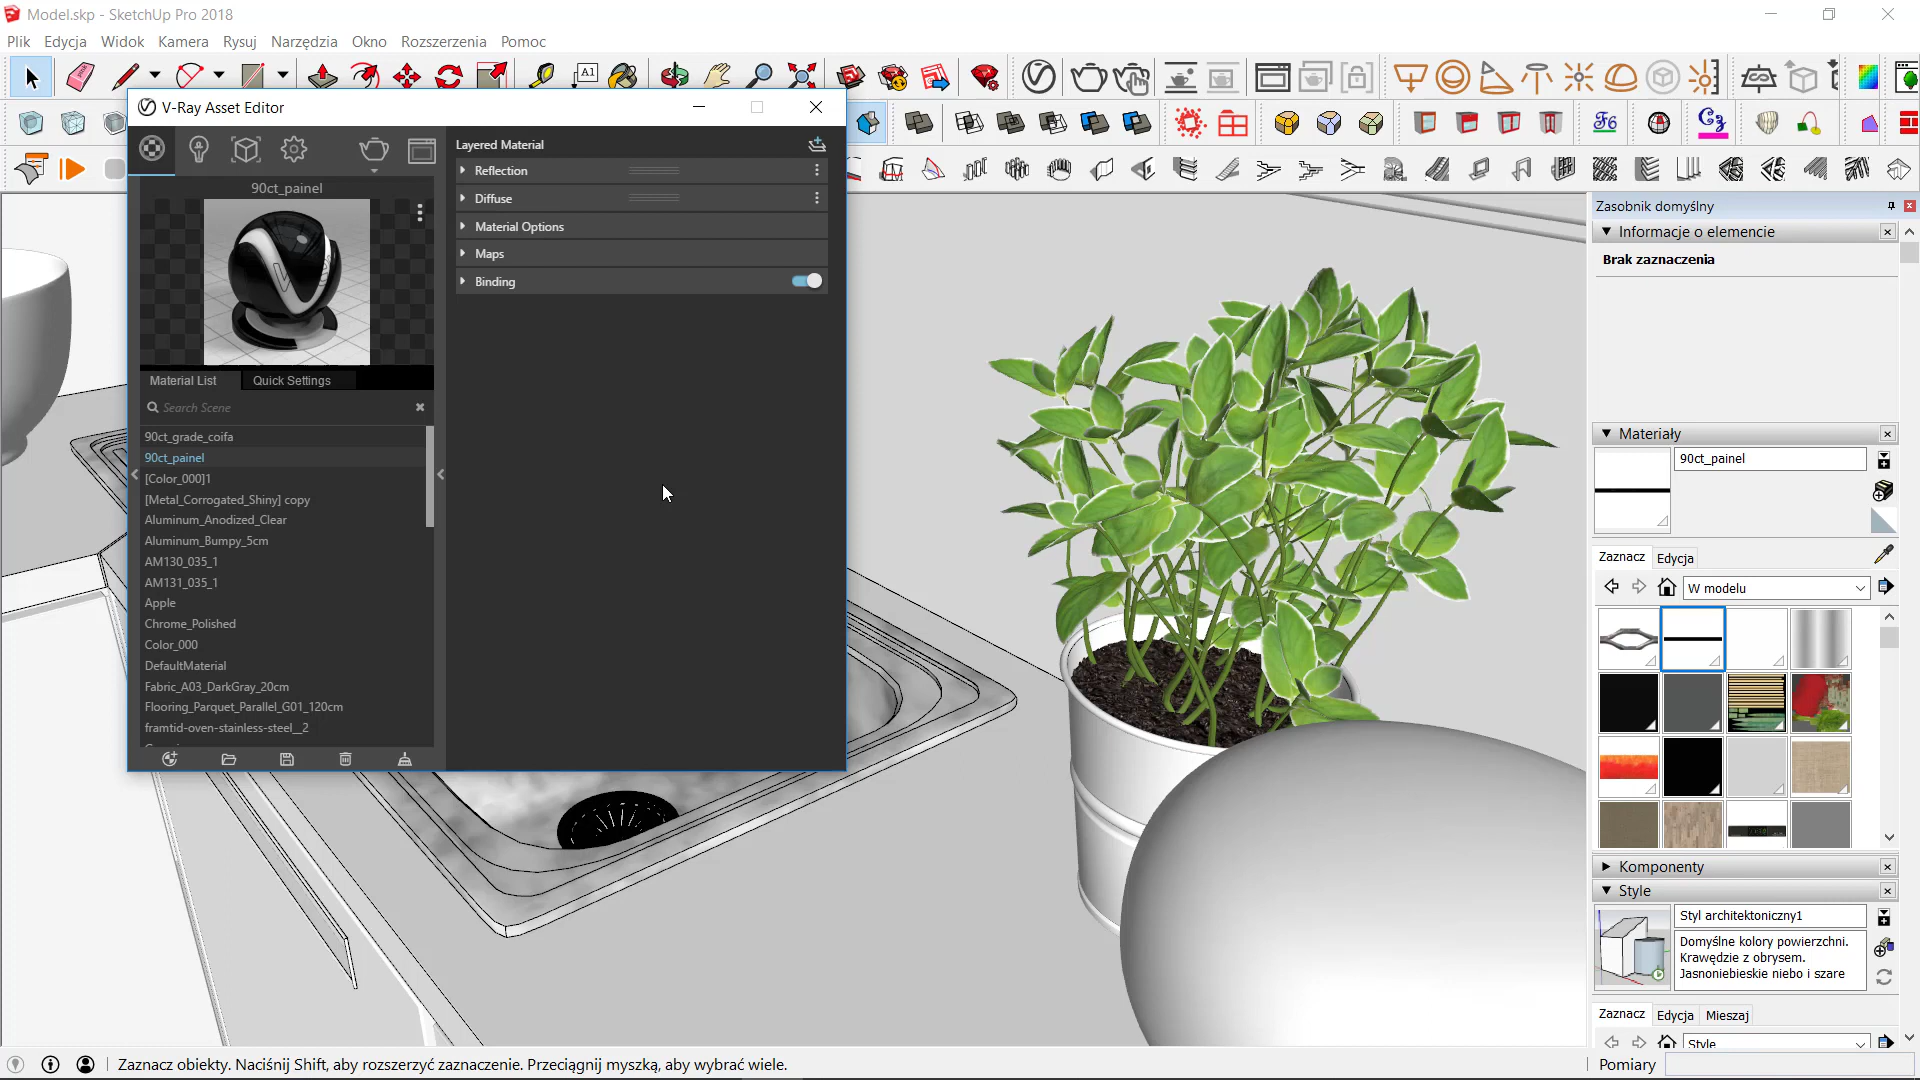 Model.skp - SketchUp Pro 2018
Plik Edycja Widok Kamera Rysuj Narzędzia Okno Rozszerzenia Pomoc
A1
V-Ray Asset Editor
90ct_painel
Material List Quick Settings
Search Scene
90ct_grade_coifa
90ct_painel
[Color_000]1
[Metal_Corrogated_Shiny] copy
Aluminum_Anodized_Clear
Aluminum_Bumpy_5cm
AM130_035_1
AM131_035_1
Apple
Chrome_Polished
Color_000
DefaultMaterial
Fabric_A03_DarkGray_20cm
Flooring_Parquet_Parallel_G01_120cm
framtid-oven-stainless-steel__2
Layered Material
Reflection
Diffuse
Material Options
Maps
Binding
Zasobnik domyślny
Informacje o elemencie
Brak zaznaczenia
Materiały
90ct_painel
Zaznacz Edycja
W modelu
Komponenty
Style
Styl architektoniczny1
Domyślne kolory powierzchni.
Krawędzie z obrysem.
Jasnoniebieskie niebo i szare
Zaznacz Edycja Mieszaj
Style
Zaznacz obiekty. Naciśnij Shift, aby rozszerzyć zaznaczenie. Przeciągnij myszką, aby wybrać wiele.
Pomiary